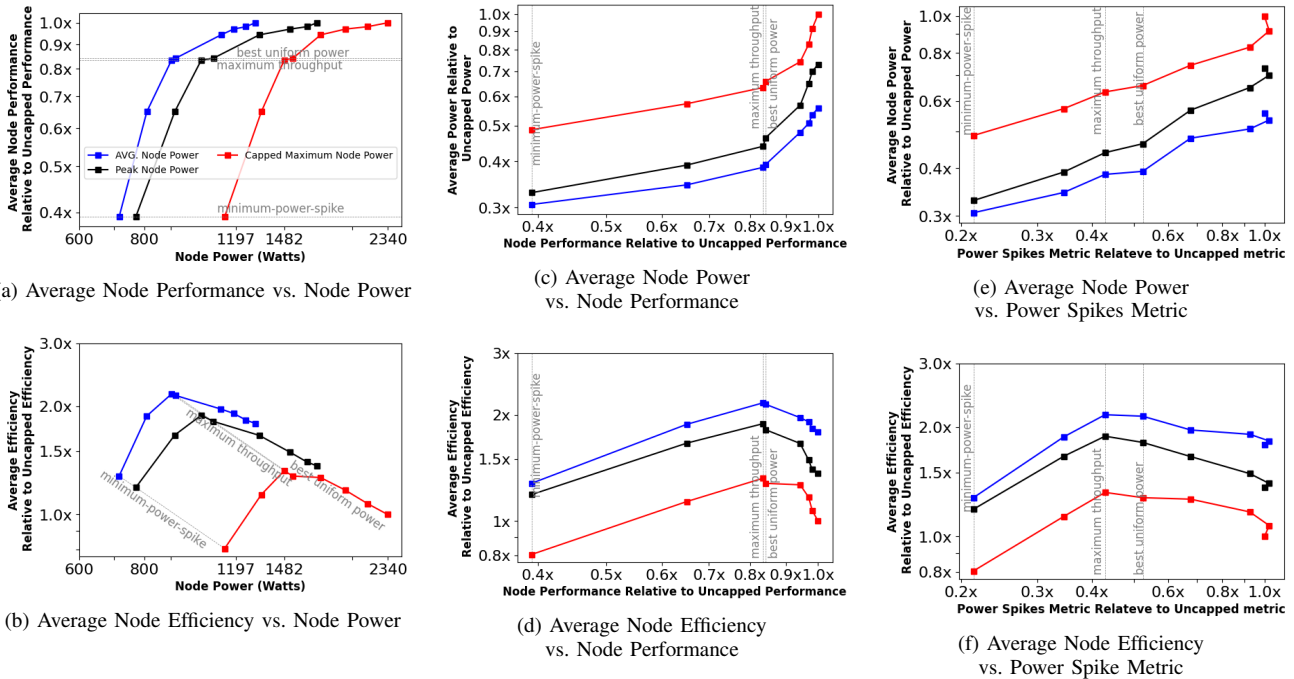 Average Node Performance
Relative to Uncapped Performance
1.0x
0.9x
0.8x
0.7x
0.6x
0.5x
0.4x
best uniform power
maximum throughput
AVG. Node Power
Peak Node Power
Capped Maximum Node Power
minimum-power-spike
600
800
1197
1482
2340
Node Power (Watts)
a) Average Node Performance vs. Node Power
Average Power Relative to
Uncapped Power
1.0x
0.8x
0.7x
0.6x
0.5x
0.4x
0.3x
minimum-power-spike
maximum throughput
best uniform power
0.4x
0.5x
0.6x
0.7x
0.8x
0.9x
1.0x
Node Performance Relative to Uncapped Performance
(c) Average Node Power
vs. Node Performance
Average Node Power
Relative to Uncapped Power
1.0x
0.8x
0.6x
0.4x
0.3x
minimum-power-spike
maximum throughput
best uniform power
0.2x
0.3x
0.4x
0.6x
0.8x
1.0x
Power Spikes Metric Relateve to Uncapped metric
(e) Average Node Power
vs. Power Spikes Metric
Average Efficiency
Relative to Uncapped Efficiency
3.0x
2.0x
1.5x
1.0x
maximum throughput
best uniform power
minimum-power-spike
600
800
1197
1482
2340
Node Power (Watts)
(b) Average Node Efficiency vs. Node Power
Average Efficiency
Relative to Uncapped Efficiency
3x
2x
1.5x
1x
0.8x
minimum-power-spike
maximum throughput
best uniform power
0.4x
0.5x
0.6x
0.7x
0.8x
0.9x
1.0x
Node Performance Relative to Uncapped Performance
(d) Average Node Efficiency
vs. Node Performance
Average Efficiency
Relative to Uncapped Efficiency
3.0x
2.0x
1.5x
1.0x
0.8x
minimum-power-spike
maximum throughput
best uniform power
0.2x
0.3x
0.4x
0.6x
0.8x
1.0x
Power Spikes Metric Relateve to Uncapped metric
(f) Average Node Efficiency
vs. Power Spike Metric